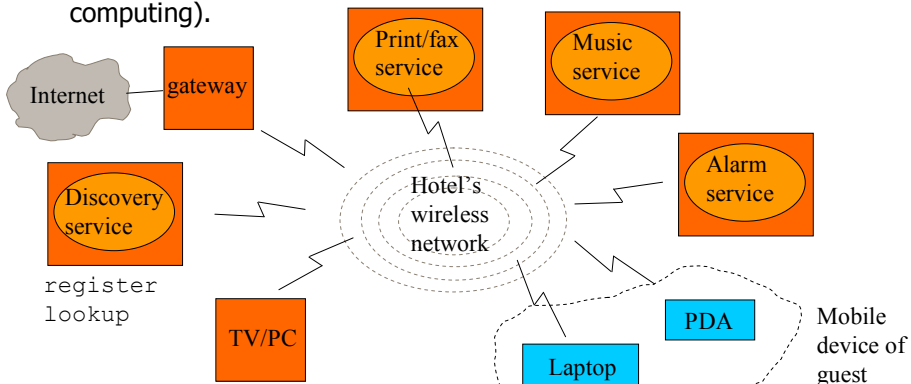 computing).
Print/fax
service
Music
service
Internet
gateway
Alarm
service
Discovery
service
Hotel's
wireless
network
register
lookup
TV/PC
PDA
Laptop
Mobile
device of
guest